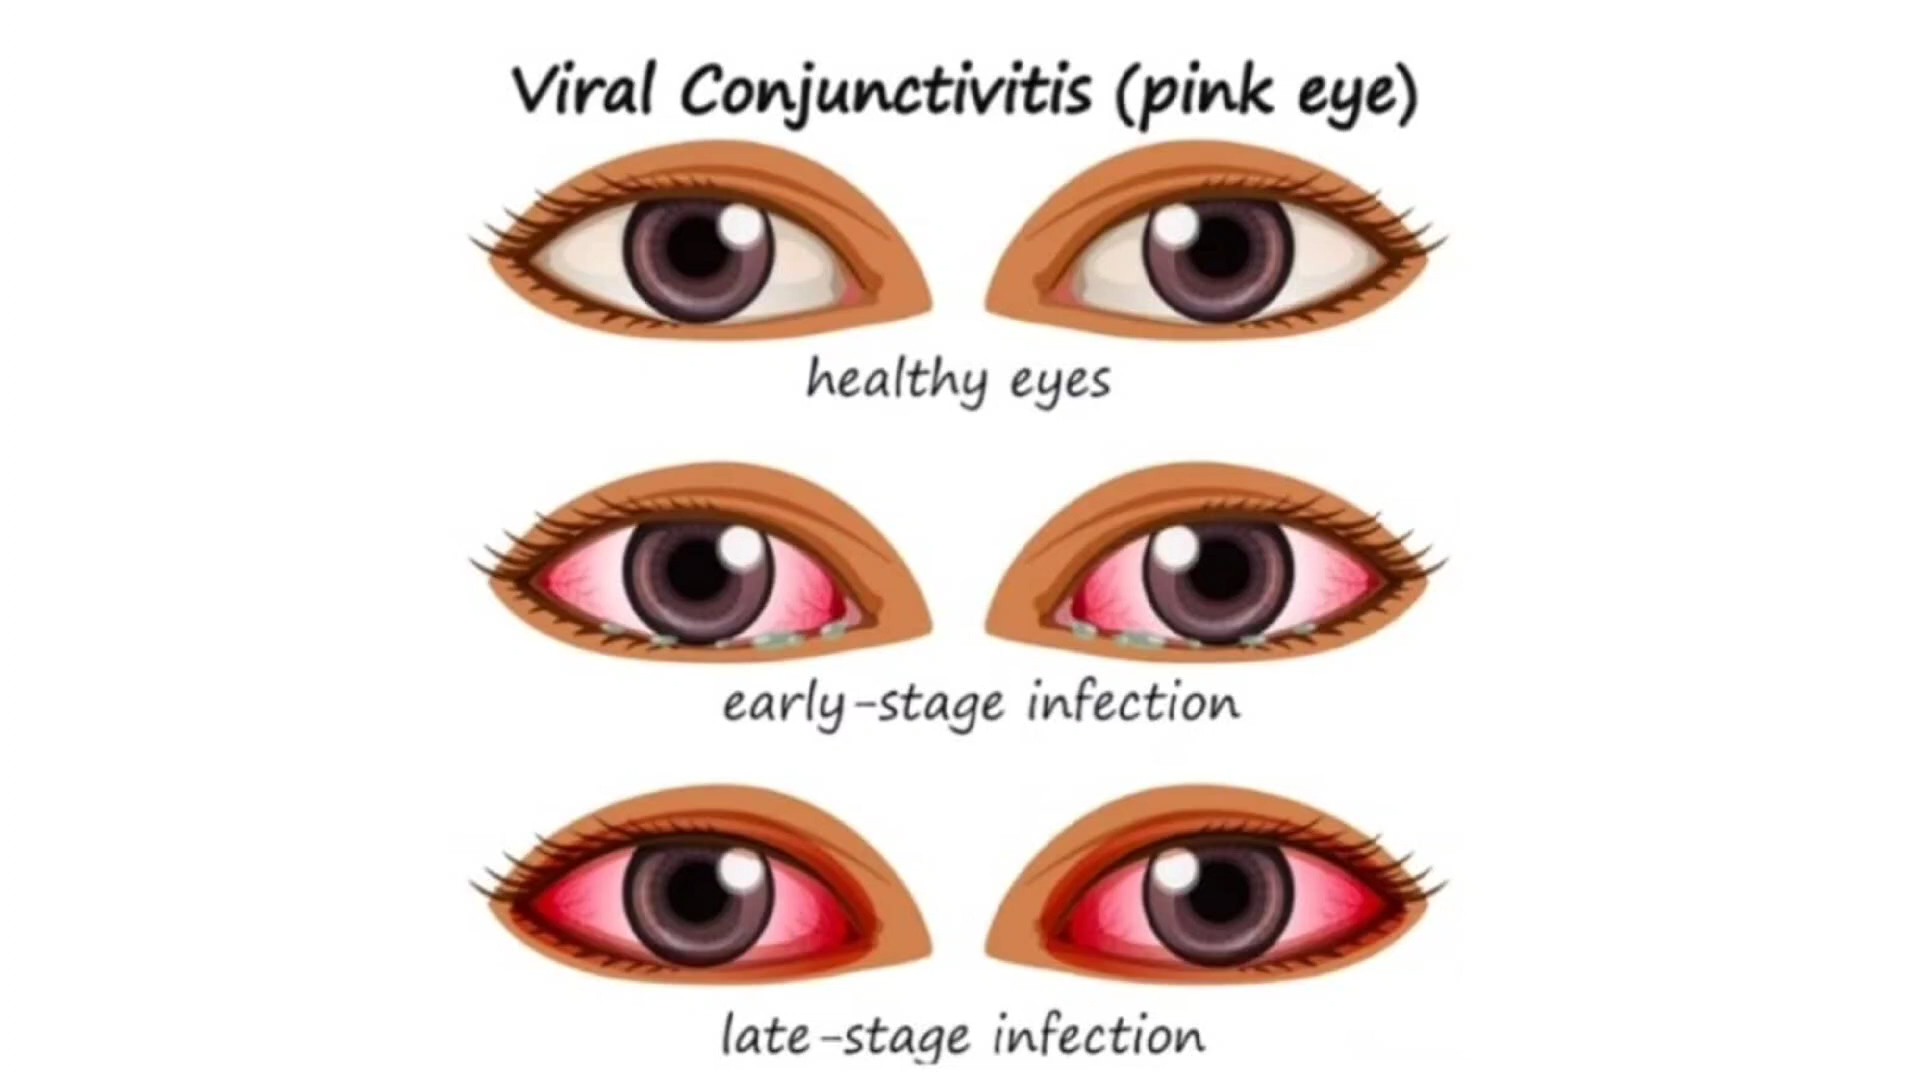 Viral Conjunctivitis (pink eye)
healthy eyes
early-stage infection
late-stage infection